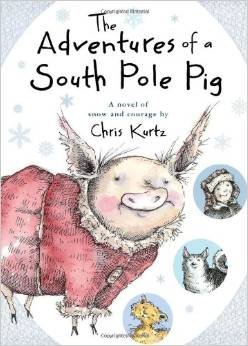 The
Adventures of a
South Pole Pig
A novel of
snow and courage by
Chris Kurtz